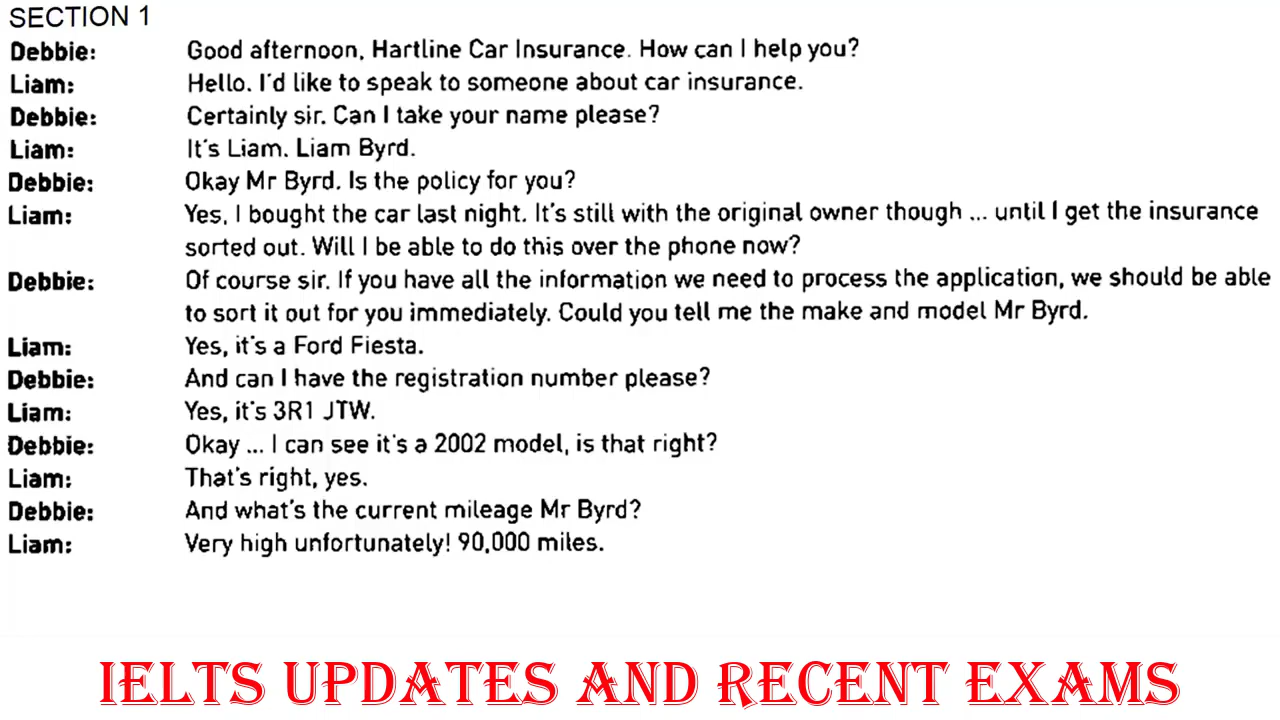 SECTION 1
Debbie: Good afternoon, Hartline Car Insurance. How can I help you?
Liam: Hello. I'd like to speak to someone about car insurance.
Debbie: Certainly sir. Can I take your name please?
Liam: It's Liam. Liam Byrd.
Debbie: Okay Mr Byrd. Is the policy for you?
Liam: Yes, I bought the car last night. It's still with the original owner though ... until I get the insurance
sorted out. Will I be able to do this over the phone now?
Debbie: Of course sir. If you have all the information we need to process the application, we should be able
to sort it out for you immediately. Could you tell me the make and model Mr Byrd.
Liam: Yes, it's a Ford Fiesta.
Debbie: And can I have the registration number please?
Liam: Yes, it's 3R1 JTW.
Debbie: Okay ... I can see it's a 2002 model, is that right?
Liam: That's right, yes.
Debbie: And what's the current mileage Mr Byrd?
Liam: Very high unfortunately! 90,000 miles.
IELTS UPDATES AND RECENT EXAMS